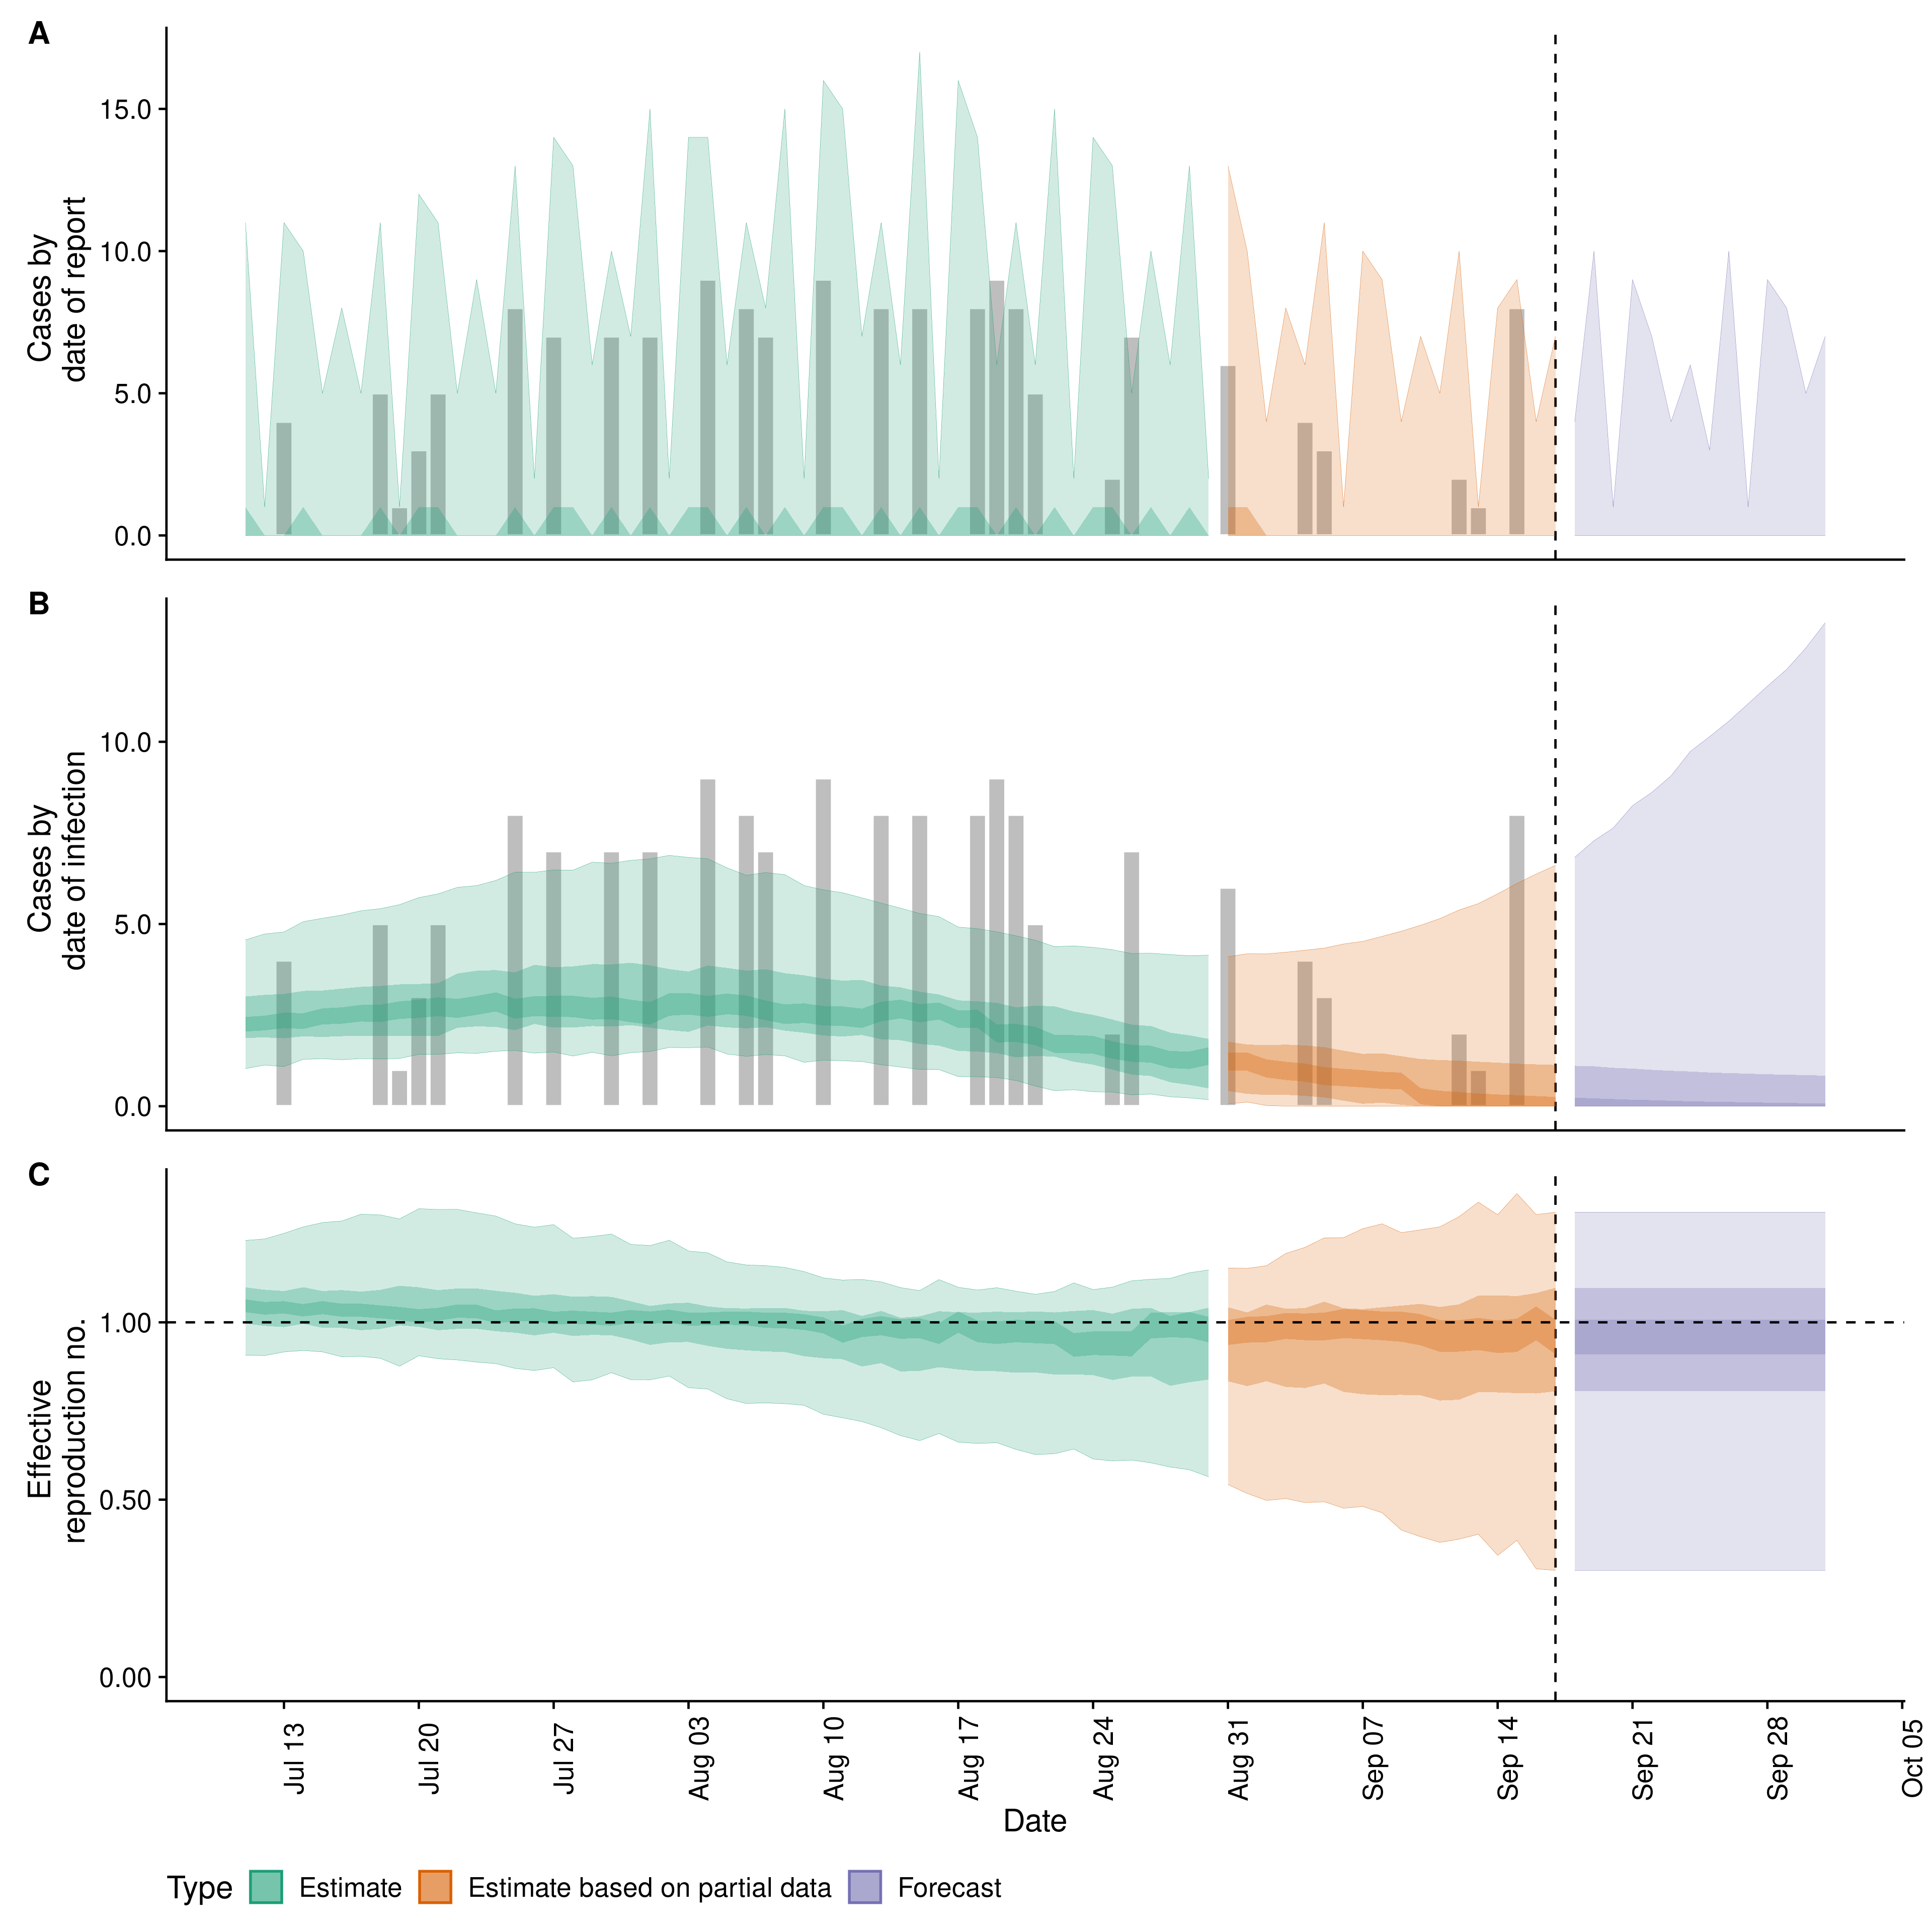 A
Cases by
date of report
15.0
10.0
5.0
0.0
B
Cases by
date of infection
10.0
5.0
0.0
C
Effective
reproduction no.
1.00
0.50
0.00
Jul 13
Jul 20
Jul 27
Aug 03
Aug 10
Aug 17
Aug 24
Aug 31
Sep 07
Sep 14
Sep 21
Sep 28
Oct 05
Date
Type Estimate Estimate based on partial data Forecast